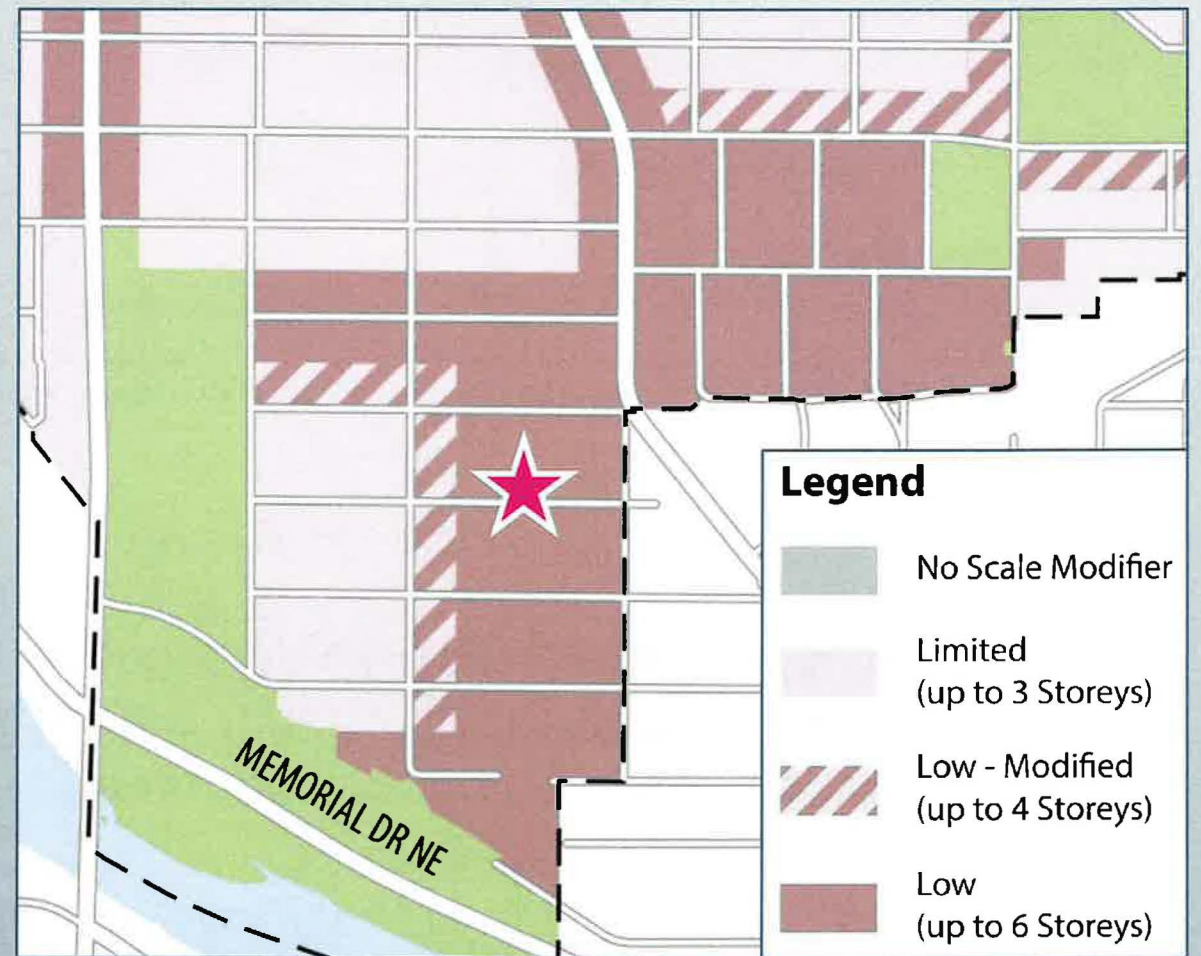 MEMORIAL DR NE
Legend
No Scale Modifier
Limited
(up to 3 Storeys)
Low - Modified
(up to 4 Storeys)
Low
(up to 6 Storeys)